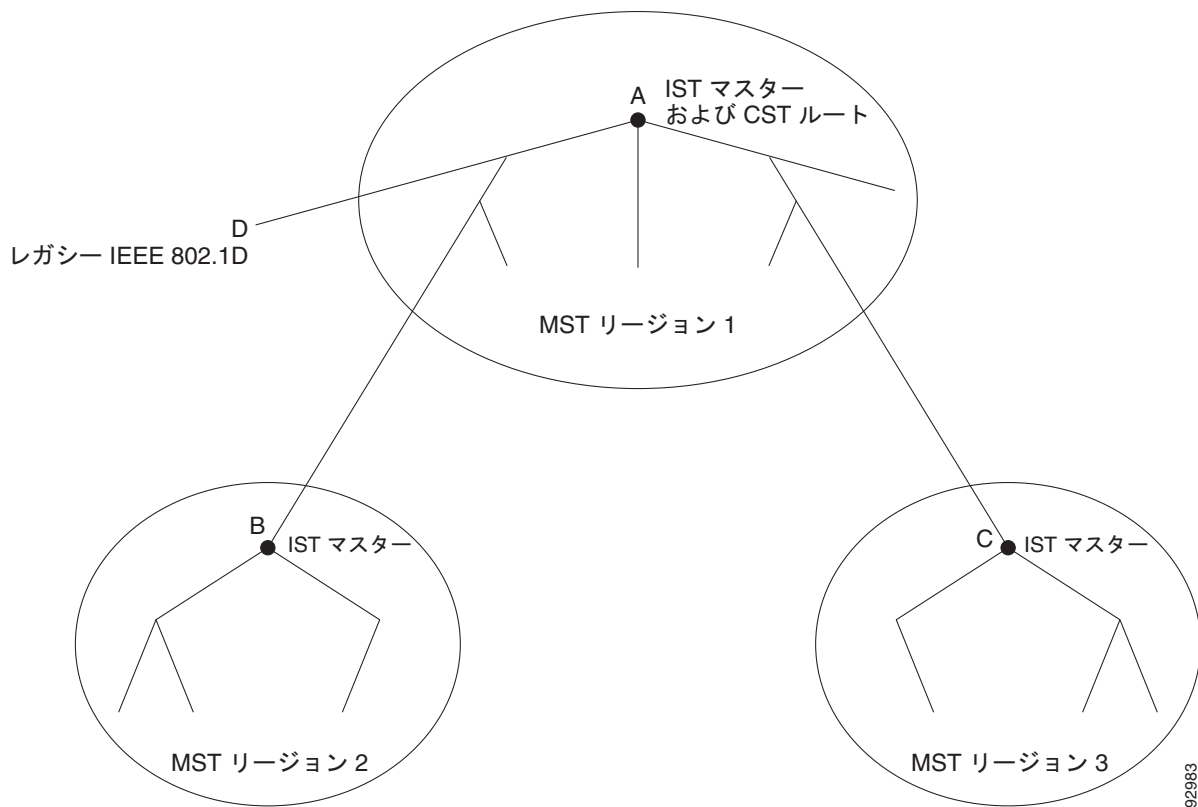 A
IST マスター
および CST ルート
D
レガシー IEEE 802.1D
MST リージョン 1
B
IST マスター
C
IST マスター
MST リージョン 2
MST リージョン 3
92983